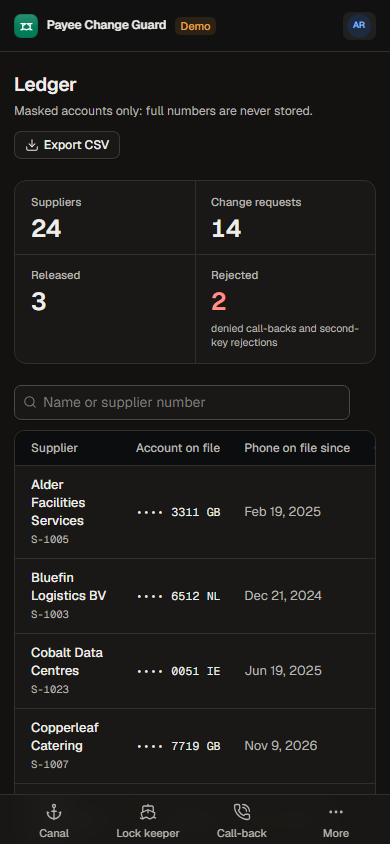 Payee Change Guard Demo AR
Ledger
Masked accounts only: full numbers are never stored.
Export CSV
Suppliers
24
Change requests
14
Released
3
Rejected
2
denied call-backs and second-
key rejections
Name or supplier number
Supplier Account on file Phone on file since
Alder
Facilities
Services
S-1005
•••• 3311 GB
Feb 19, 2025
Bluefin
Logistics BV
S-1003
•••• 6512 NL
Dec 21, 2024
Cobalt Data
Centres
S-1023
•••• 0051 IE
Jun 19, 2025
Copperleaf
Catering
S-1007
•••• 7719 GB
Nov 9, 2026
Canal Lock keeper Call-back More